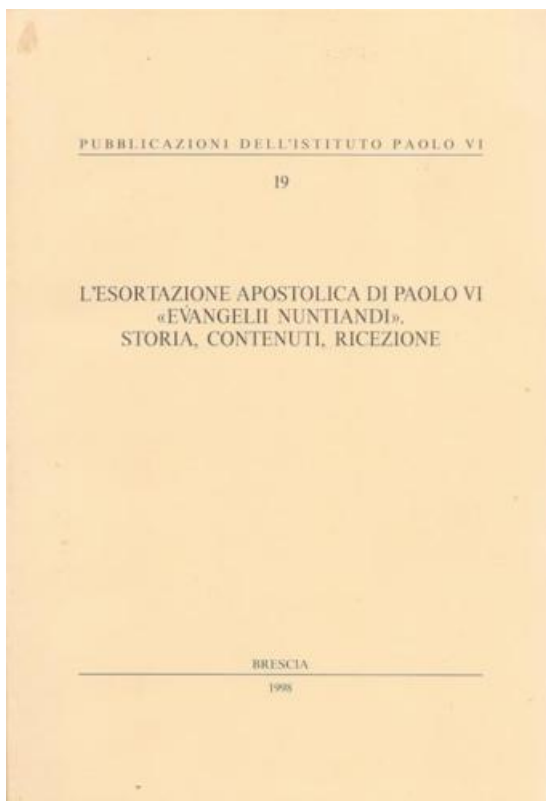 PUBBLICAZIONI DELL'ISTITUTO PAOLO VI
19
L'ESORTAZIONE APOSTOLICA DI PAOLO VI
«EVANGELII NUNTIANDI».
STORIA, CONTENUTI, RICEZIONE
BRESCIA
1998